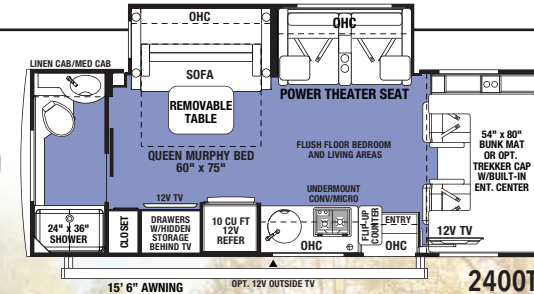 OHC
OHC
LINEN CAB/MED CAB
SOFA
POWER THEATER SEAT
REMOVABLE
TABLE
QUEEN MURPHY BED
60" x 75"
FLUSH FLOOR BEDROOM
AND LIVING AREAS
54" x 80"
BUNK MAT
OR OPT.
TREKKER CAP
W/BUILT-IN
ENT. CENTER
UNDERMOUNT
CONV/MICRO
12V TV
24" x 36"
SHOWER
CLOSET
DRAWERS
W/HIDDEN
STORAGE
BEHIND TV
10 CU FT
12V
REFER
OHC
FLIP-UP
COUNTER
ENTRY
OHC
12V TV
15' 6" AWNING
OPT. 12V OUTSIDE TV
2400T